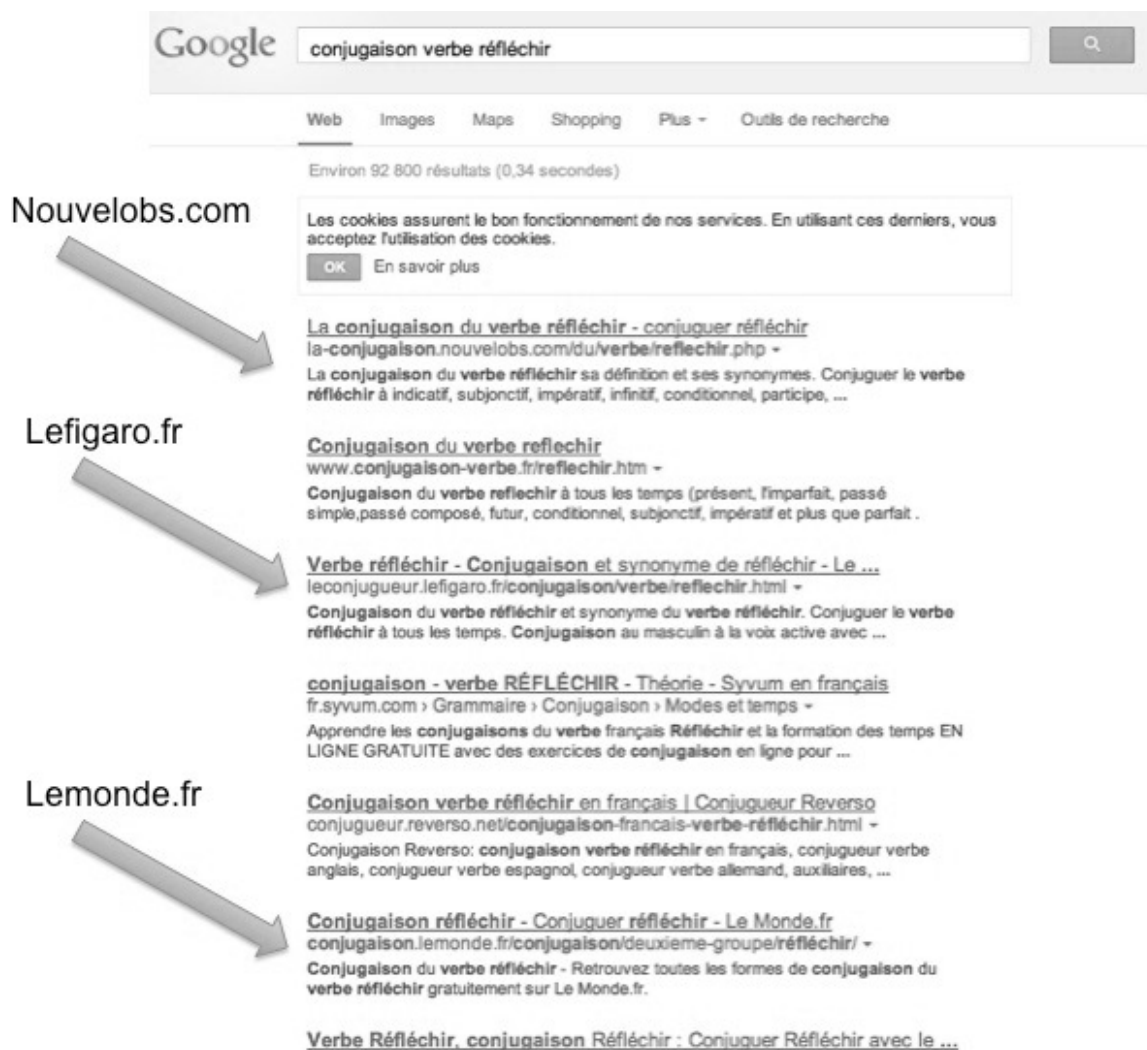 Google conjugaison verbe réfléchir
Web Images Maps Shopping Plus Outils de recherche
Environ 92 800 résultats (0,34 secondes)
Nouvelobs.com
Les cookies assurent le bon fonctionnement de nos services. En utilisant ces derniers, vous
acceptez l'utilisation des cookies.
OK En savoir plus
La conjugaison du verbe réfléchir - conjuguer réfléchir
la-conjugaison.nouvelobs.com/du/verbe/reflechir.php
La conjugaison du verbe réfléchir sa définition et ses synonymes. Conjuguer le verbe
réfléchir à indicatif, subjonctif, impératif, infinitif, conditionnel, participe, ...
Lefigaro.fr
Conjugaison du verbe reflechir
www.conjugaison-verbe.fr/reflechir.htm
Conjugaison du verbe reflechir à tous les temps (présent, l'imparfait, passé
simple,passé composé, futur, conditionnel, subjonctif, impératif et plus que parfait .
Verbe réfléchir - Conjugaison et synonyme de réfléchir - Le ...
leconjugueur.lefigaro.fr/conjugaison/verbe/reflechir.html
Conjugaison du verbe réfléchir et synonyme du verbe réfléchir. Conjuguer le verbe
réfléchir à tous les temps. Conjugaison au masculin à la voix active avec ...
conjugaison - verbe RÉFLÉCHIR - Théorie - Syvum en français
fr.syvum.com › Grammaire › Conjugaison › Modes et temps
Apprendre les conjugaisons du verbe français Réfléchir et la formation des temps EN
LIGNE GRATUITE avec des exercices de conjugaison en ligne pour ...
Lemonde.fr
Conjugaison verbe réfléchir en français | Conjugueur Reverso
conjugueur.reverso.net/conjugaison-francais-verbe-réfléchir.html
Conjugaison Reverso: conjugaison verbe réfléchir en français, conjugueur verbe
anglais, conjugueur verbe espagnol, conjugueur verbe allemand, auxiliaires, ...
Conjugaison réfléchir - Conjuguer réfléchir - Le Monde.fr
conjugaison.lemonde.fr/conjugaison/deuxieme-groupe/réfléchir/
Conjugaison du verbe réfléchir - Retrouvez toutes les formes de conjugaison du
verbe réfléchir gratuitement sur Le Monde.fr.
Verbe Réfléchir, conjugaison Réfléchir : Conjuguer Réfléchir avec le ...